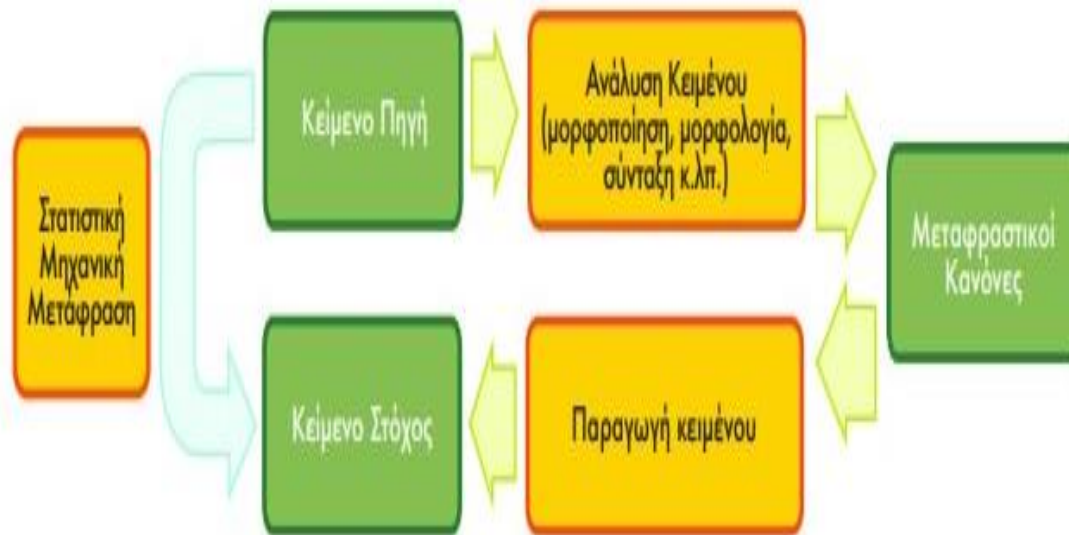 Κείμενο Πηγή
Ανάλυση Κειμένου
(μορφοποίηση, μορφολογία,
σύνταξη κ.λπ.)
Στατιστική
Μηχανική
Μετάφραση
Μεταφραστικοί
Κανόνες
Κείμενο Στόχος
Παραγωγή κειμένου